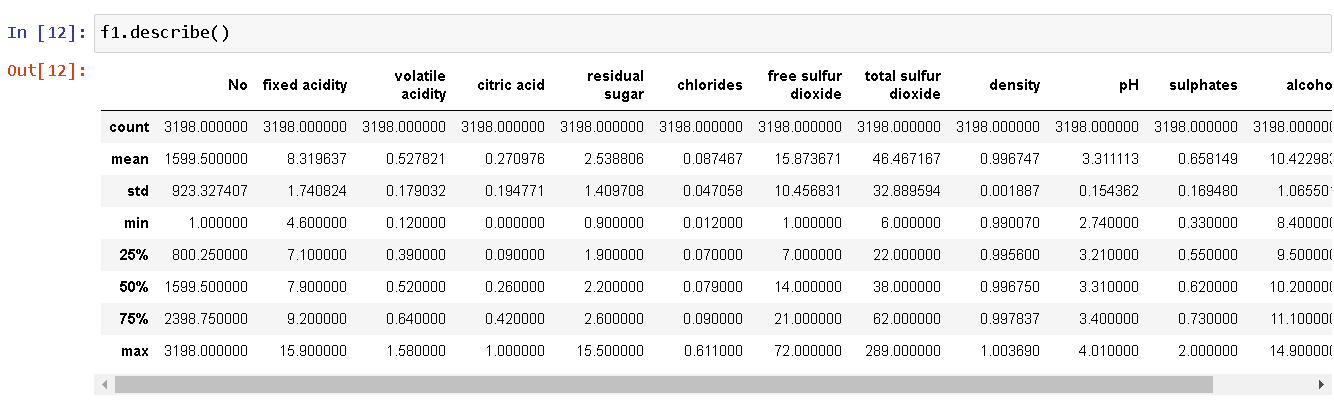 In [12]: f1.describe()
Out[12]:
No fixed acidity volatile acidity citric acid residual sugar chlorides free sulfur dioxide total sulfur dioxide density pH sulphates alcoho
count 3198.000000 3198.000000 3198.000000 3198.000000 3198.000000 3198.000000 3198.000000 3198.000000 3198.000000 3198.000000 3198.000000 3198.000000
mean 1599.500000 8.319637 0.527821 0.270976 2.538806 0.087467 15.873671 46.467167 0.996747 3.311113 0.658149 10.422983
std 923.327407 1.740824 0.179032 0.194771 1.409708 0.047058 10.456831 32.889594 0.001887 0.154362 0.169480 1.065501
min 1.000000 4.600000 0.120000 0.000000 0.900000 0.012000 1.000000 6.000000 0.990070 2.740000 0.330000 8.400000
25% 800.250000 7.100000 0.390000 0.090000 1.900000 0.070000 7.000000 22.000000 0.995600 3.210000 0.550000 9.500000
50% 1599.500000 7.900000 0.520000 0.260000 2.200000 0.079000 14.000000 38.000000 0.996750 3.310000 0.620000 10.200000
75% 2398.750000 9.200000 0.640000 0.420000 2.600000 0.090000 21.000000 62.000000 0.997837 3.400000 0.730000 11.100000
max 3198.000000 15.900000 1.580000 1.000000 15.500000 0.611000 72.000000 289.000000 1.003690 4.010000 2.000000 14.900000